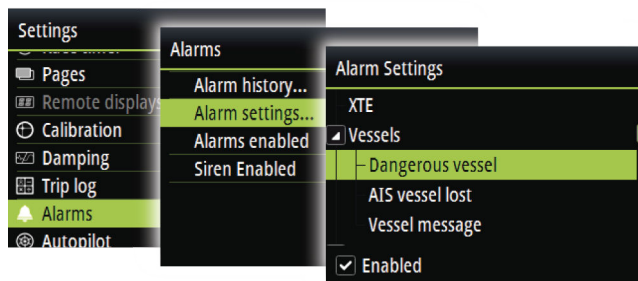 Settings
Pages
Remote displays
Calibration
Damping
Trip log
Alarms
Autopilot
Alarms
Alarm history...
Alarm settings...
Alarms enabled
Siren Enabled
Alarm Settings
XTE
Vessels
Dangerous vessel
AIS vessel lost
Vessel message
Enabled